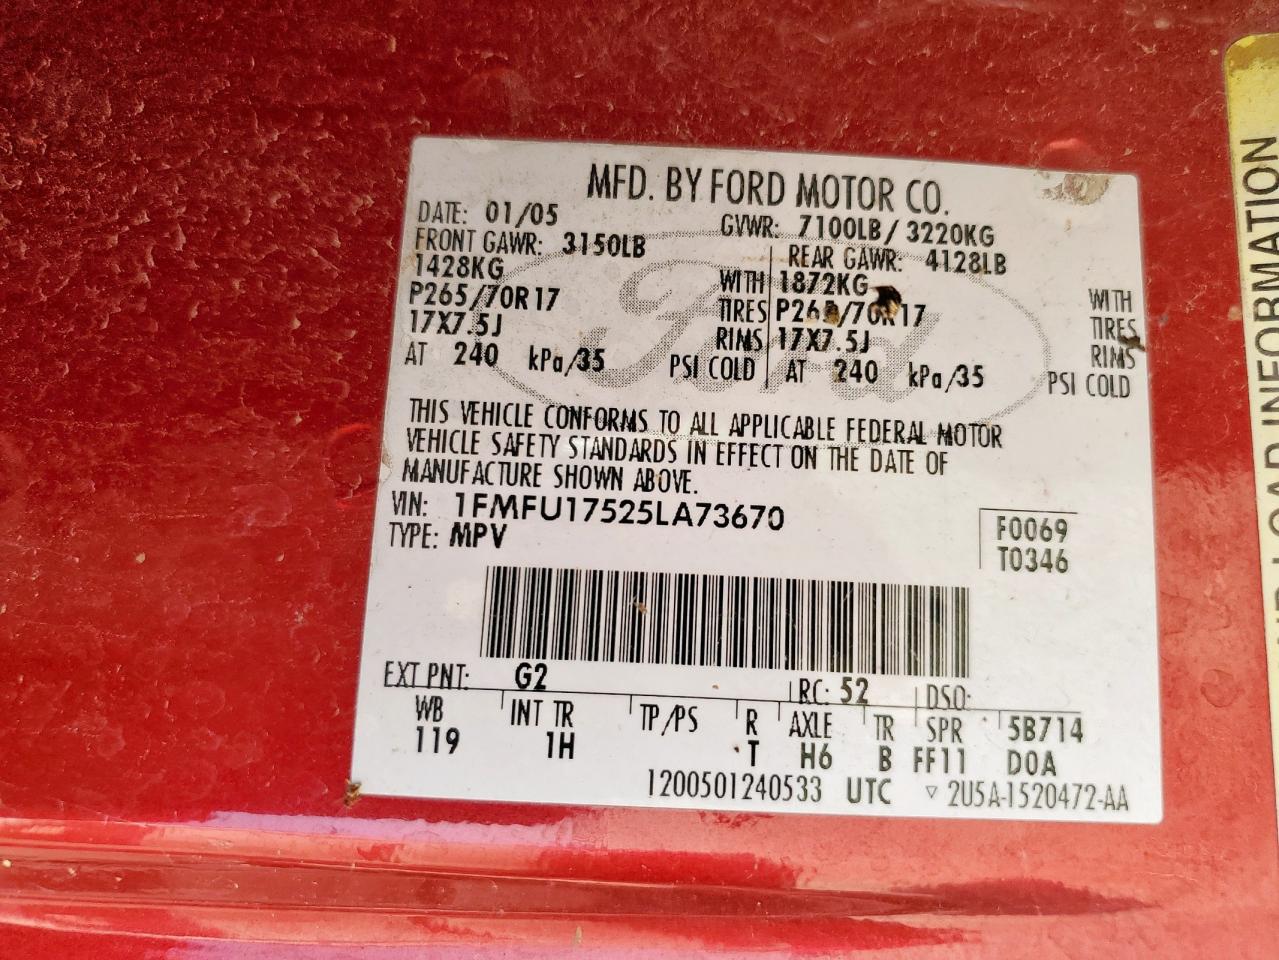 MFD. BY FORD MOTOR CO.
DATE: 01/05 GVWR: 7100LB/ 3220KG
FRONT GAWR: 3150LB REAR GAWR: 4128LB
1428KG WITH 1872KG WITH
P265/70R17 TIRES P265/70R17 TIRES
17X7.5J RIMS 17X7.5J RIMS
AT 240 kPa/35 PSI COLD AT 240 kPa/35 PSI COLD
Ford
THIS VEHICLE CONFORMS TO ALL APPLICABLE FEDERAL MOTOR
VEHICLE SAFETY STANDARDS IN EFFECT ON THE DATE OF
MANUFACTURE SHOWN ABOVE.
VIN: 1FMFU17525LA73670
TYPE: MPV
F0069
T0346
EXT PNT: G2 RC: 52 DSO:
WB INT TR TP/PS R AXLE TR SPR 5B714
119 1H T H6 B FF11 DOA
1200501240533 UTC ▽ 2U5A-1520472-AA
LOAD INFORMATION